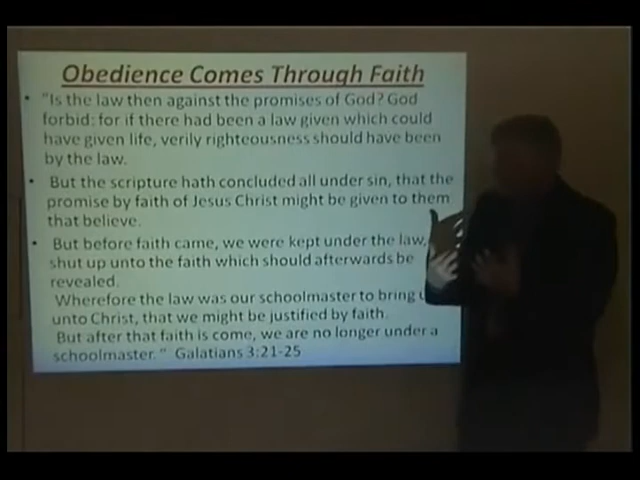 Obedience Comes Through Faith
• "Is the law then against the promises of God? God
forbid: for if there had been a law given which could
have given life, verily righteousness should have been
by the law.
• But the scripture hath concluded all under sin, that the
promise by faith of Jesus Christ might be given to them
that believe.
• But before faith came, we were kept under the law,
shut up unto the faith which should afterwards be
revealed.
Wherefore the law was our schoolmaster to bring
unto Christ, that we might be justified by faith.
But after that faith is come, we are no longer under a
schoolmaster." Galatians 3:21-25